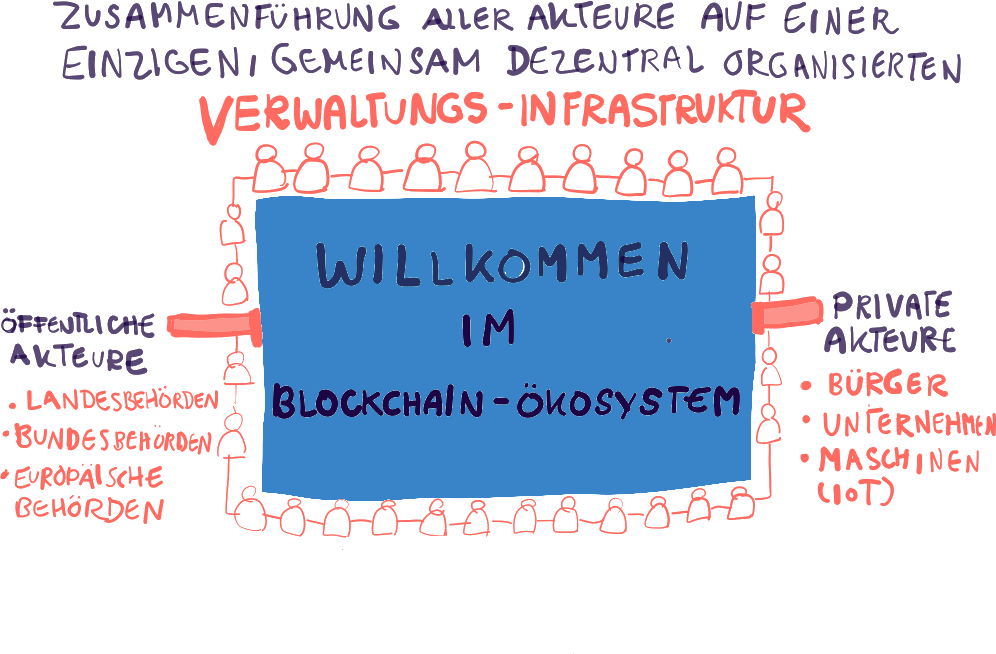 ZUSAMMENFÜHRUNG ALLER AKTEURE AUF EINER
EINZIGEN, GEMEINSAM DEZENTRAL ORGANISIERTEN
VERWALTUNGS-INFRASTRUKTUR
WILLKOMMEN
IM
BLOCKCHAIN-ÖKOSYSTEM
ÖFFENTLICHE
AKTEURE
• LANDESBEHÖRDEN
• BUNDESBEHÖRDEN
• EUROPÄISCHE
BEHÖRDEN
PRIVATE
AKTEURE
• BÜRGER
• UNTERNEHMEN
• MASCHINEN
(IOT)